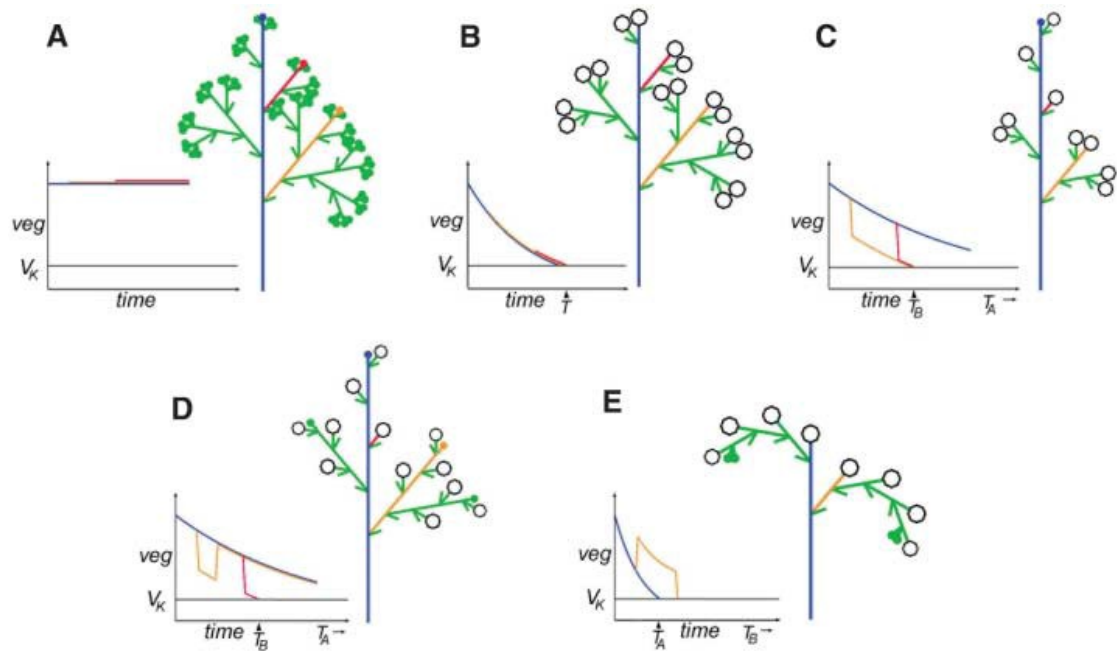 A
veg
V_K
time
B
veg
V_K
time T
C
veg
V_K
time T_B T_A →
D
veg
V_K
time T_B T_A →
E
veg
V_K
T_A time T_B →